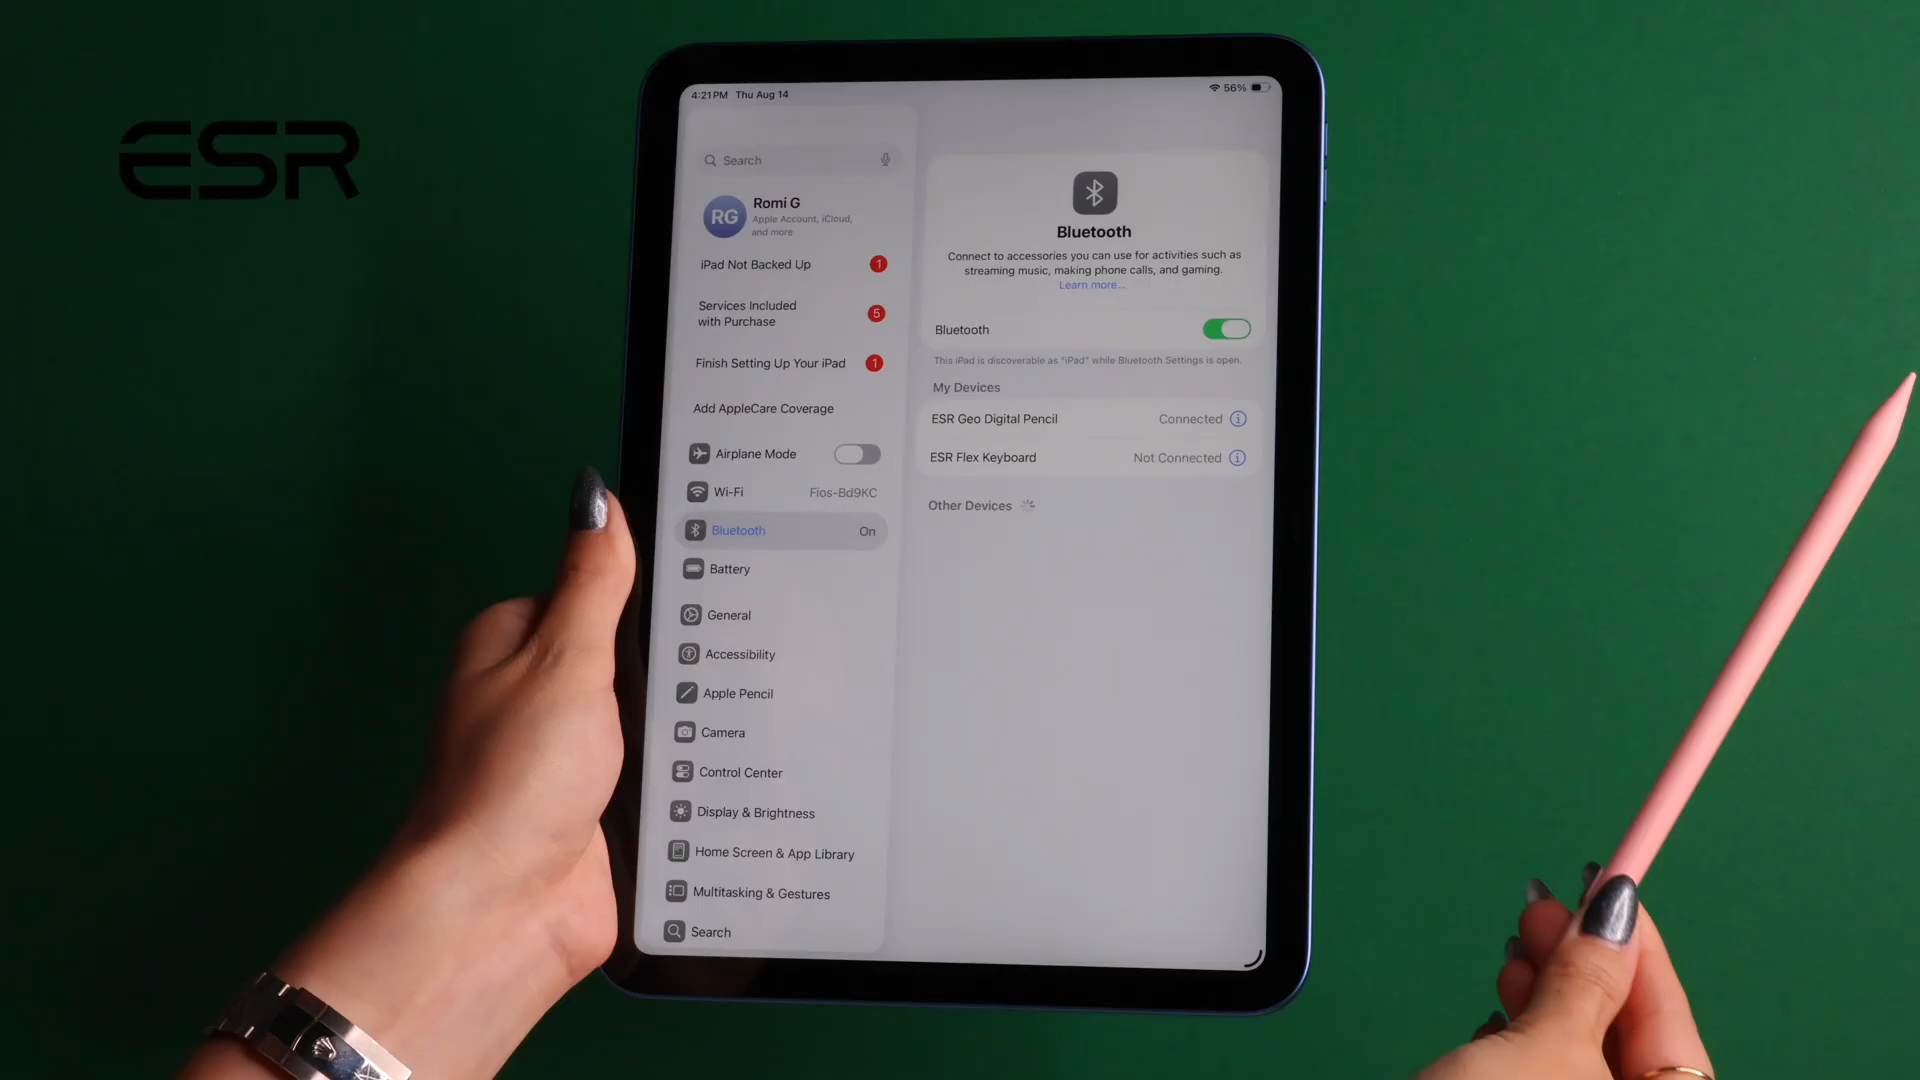 ESR
4:21PM Thu Aug 14
56%
Search
RG
Romi G
Apple Account, iCloud,
and more
iPad Not Backed Up 1
Services Included
with Purchase
5
Finish Setting Up Your iPad 1
Add AppleCare Coverage
Airplane Mode
Wi-Fi Fios-Bd9KC
Bluetooth On
Battery
General
Accessibility
Apple Pencil
Camera
Control Center
Display & Brightness
Home Screen & App Library
Multitasking & Gestures
Search
Bluetooth
Connect to accessories you can use for activities such as
streaming music, making phone calls, and gaming.
Learn more...
Bluetooth
This iPad is discoverable as “iPad” while Bluetooth Settings is open.
My Devices
ESR Geo Digital Pencil Connected
ESR Flex Keyboard Not Connected
Other Devices